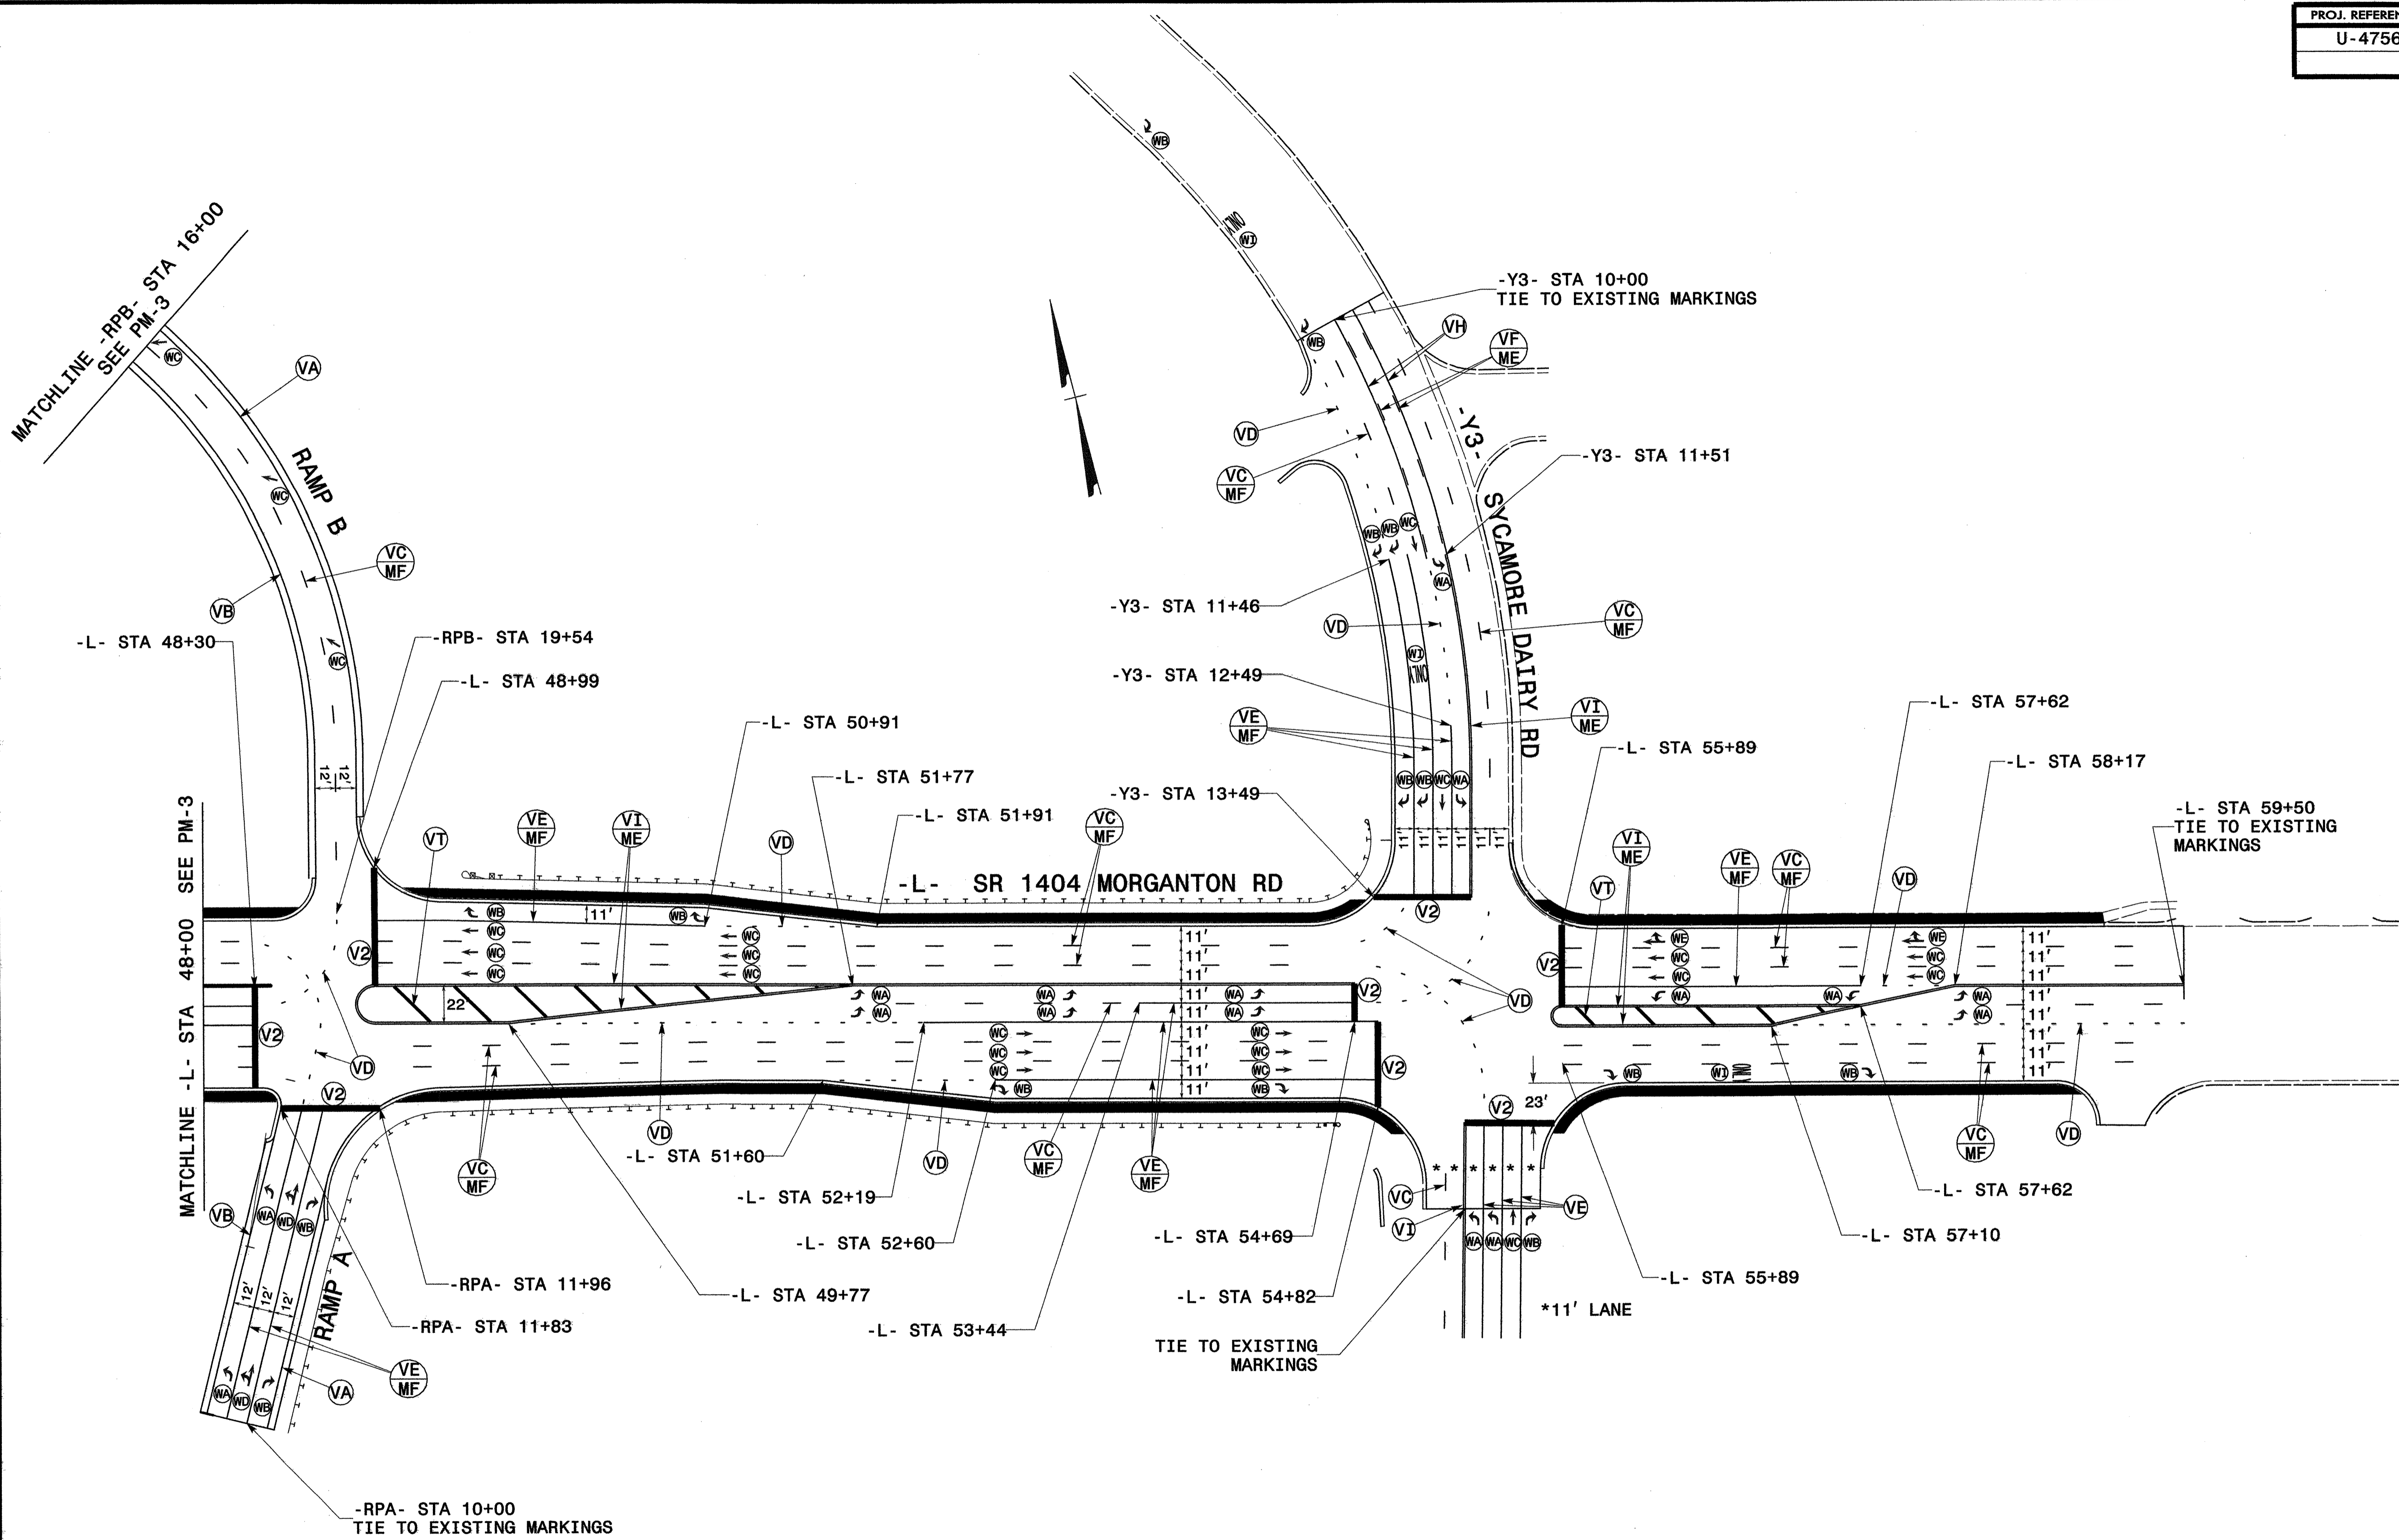 PROJ. REFEREN
U-4756
MATCHLINE -RPB- STA 16+00
SEE PM-3
WC
VA
RAMP B
WC
VC
MF
VB
WC
-L- STA 48+30
-RPB- STA 19+54
-L- STA 48+99
12' 12'
WB
ONLY
WI
-Y3- STA 10+00
TIE TO EXISTING MARKINGS
WB
VH
VF
ME
VD
VC
MF
-Y3-
-Y3- STA 11+51
WB WB WC
WA
SYCAMORE DAIRY RD
-Y3- STA 11+46
VD
VC
MF
WI
ONLY
-Y3- STA 12+49
VE
MF
VI
ME
WB WB WC WA
-Y3- STA 13+49
11' 11' 11' 11' 11' 11'
-L- STA 50+91
-L- STA 51+77
-L- STA 51+91
VC
MF
VT
VE
MF
VI
ME
VD
-L- SR 1404 MORGANTON RD
-L- STA 55+89
-L- STA 57+62
-L- STA 58+17
-L- STA 59+50
TIE TO EXISTING
MARKINGS
VI
ME
VT
VE
MF
VC
MF
VD
MATCHLINE -L- STA 48+00 SEE PM-3
V2
WB
11'
WB
WC
WC
WC
WC
WC
WC
22
V2
V2
11'
11'
11'
11'
11'
11'
11'
11'
11'
WA WA WA
WA WA WA
WC WC
WC WC
WC WC
WB WB
V2
V2
V2
VD
V2
WE WE
WC WC
WC WC
WA WA WA
WA
11'
11'
11'
11'
11'
11'
11'
11'
WB WI ONLY WB
23'
V2
VD
V2
VD
VC
MF
-L- STA 51+60
VD
VC
MF
VE
MF
-L- STA 52+19
-L- STA 52+60
-L- STA 49+77
-L- STA 53+44
-L- STA 54+69
-L- STA 54+82
TIE TO EXISTING
MARKINGS
* * * * * *
VC
VI
VE
WA WA WC WB
*11' LANE
-L- STA 55+89
-L- STA 57+10
-L- STA 57+62
VC
MF
VD
VB
WA WD WB
12' 12' 12'
RAMP A
-RPA- STA 11+96
-RPA- STA 11+83
VE
MF
VA
WA WD WB
-RPA- STA 10+00
TIE TO EXISTING MARKINGS